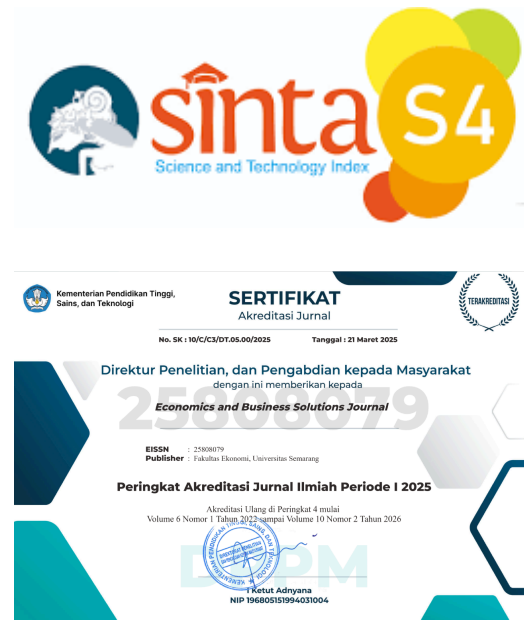 sinta
S4
Science and Technology Index
Kementerian Pendidikan Tinggi,
Sains, dan Teknologi
SERTIFIKAT
Akreditasi Jurnal
TERAKREDITASI
No. SK : 10/C/C3/DT.05.00/2025 Tanggal : 21 Maret 2025
Direktur Penelitian, dan Pengabdian kepada Masyarakat
dengan ini memberikan kepada
25808079
Economics and Business Solutions Journal
EISSN : 25808079
Publisher : Fakultas Ekonomi, Universitas Semarang
Peringkat Akreditasi Jurnal Ilmiah Periode I 2025
Akreditasi Ulang di Peringkat 4 mulai
Volume 6 Nomor 1 Tahun 2022 sampai Volume 10 Nomor 2 Tahun 2026
I Ketut Adnyana
NIP 196805151994031004